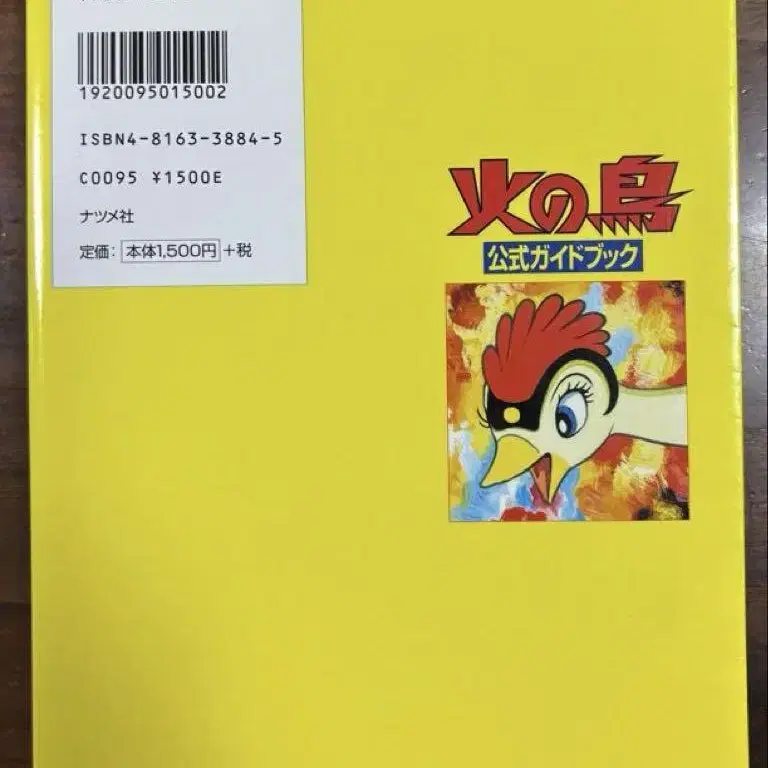 1920095015002
ISBN4-8163-3884-5
C0095 ¥1500E
ナツメ社
定価: 本体1,500円 +税
火の鳥
公式ガイドブック